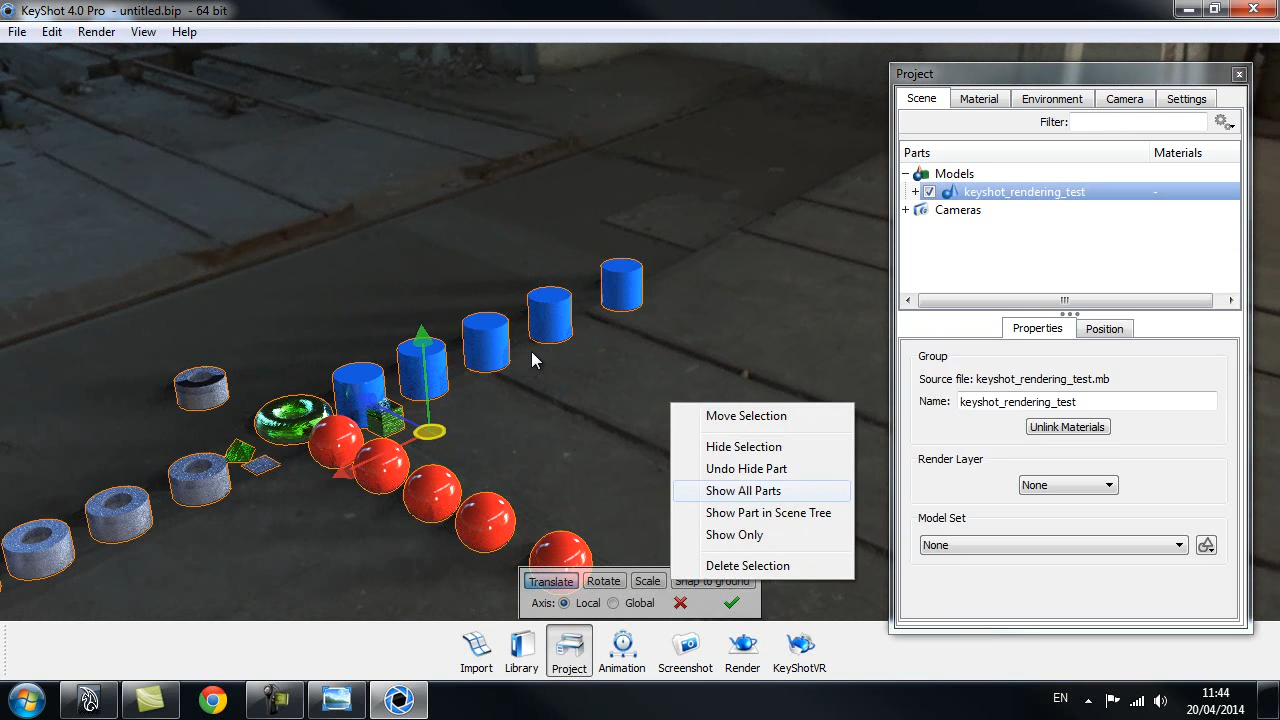 KeyShot 4.0 Pro - untitled.bip - 64 bit
File Edit Render View Help
Project
Scene Material Environment Camera Settings
Filter:
Parts Materials
Models
keyshot_rendering_test -
Cameras
Properties Position
Group
Source file: keyshot_rendering_test.mb
Name: keyshot_rendering_test
Unlink Materials
Render Layer
None
Model Set
None
Move Selection
Hide Selection
Undo Hide Part
Show All Parts
Show Part in Scene Tree
Show Only
Delete Selection
Translate Rotate Scale Snap to ground
Axis: Local Global
Import Library Project Animation Screenshot Render KeyShotVR
EN
11:44
20/04/2014